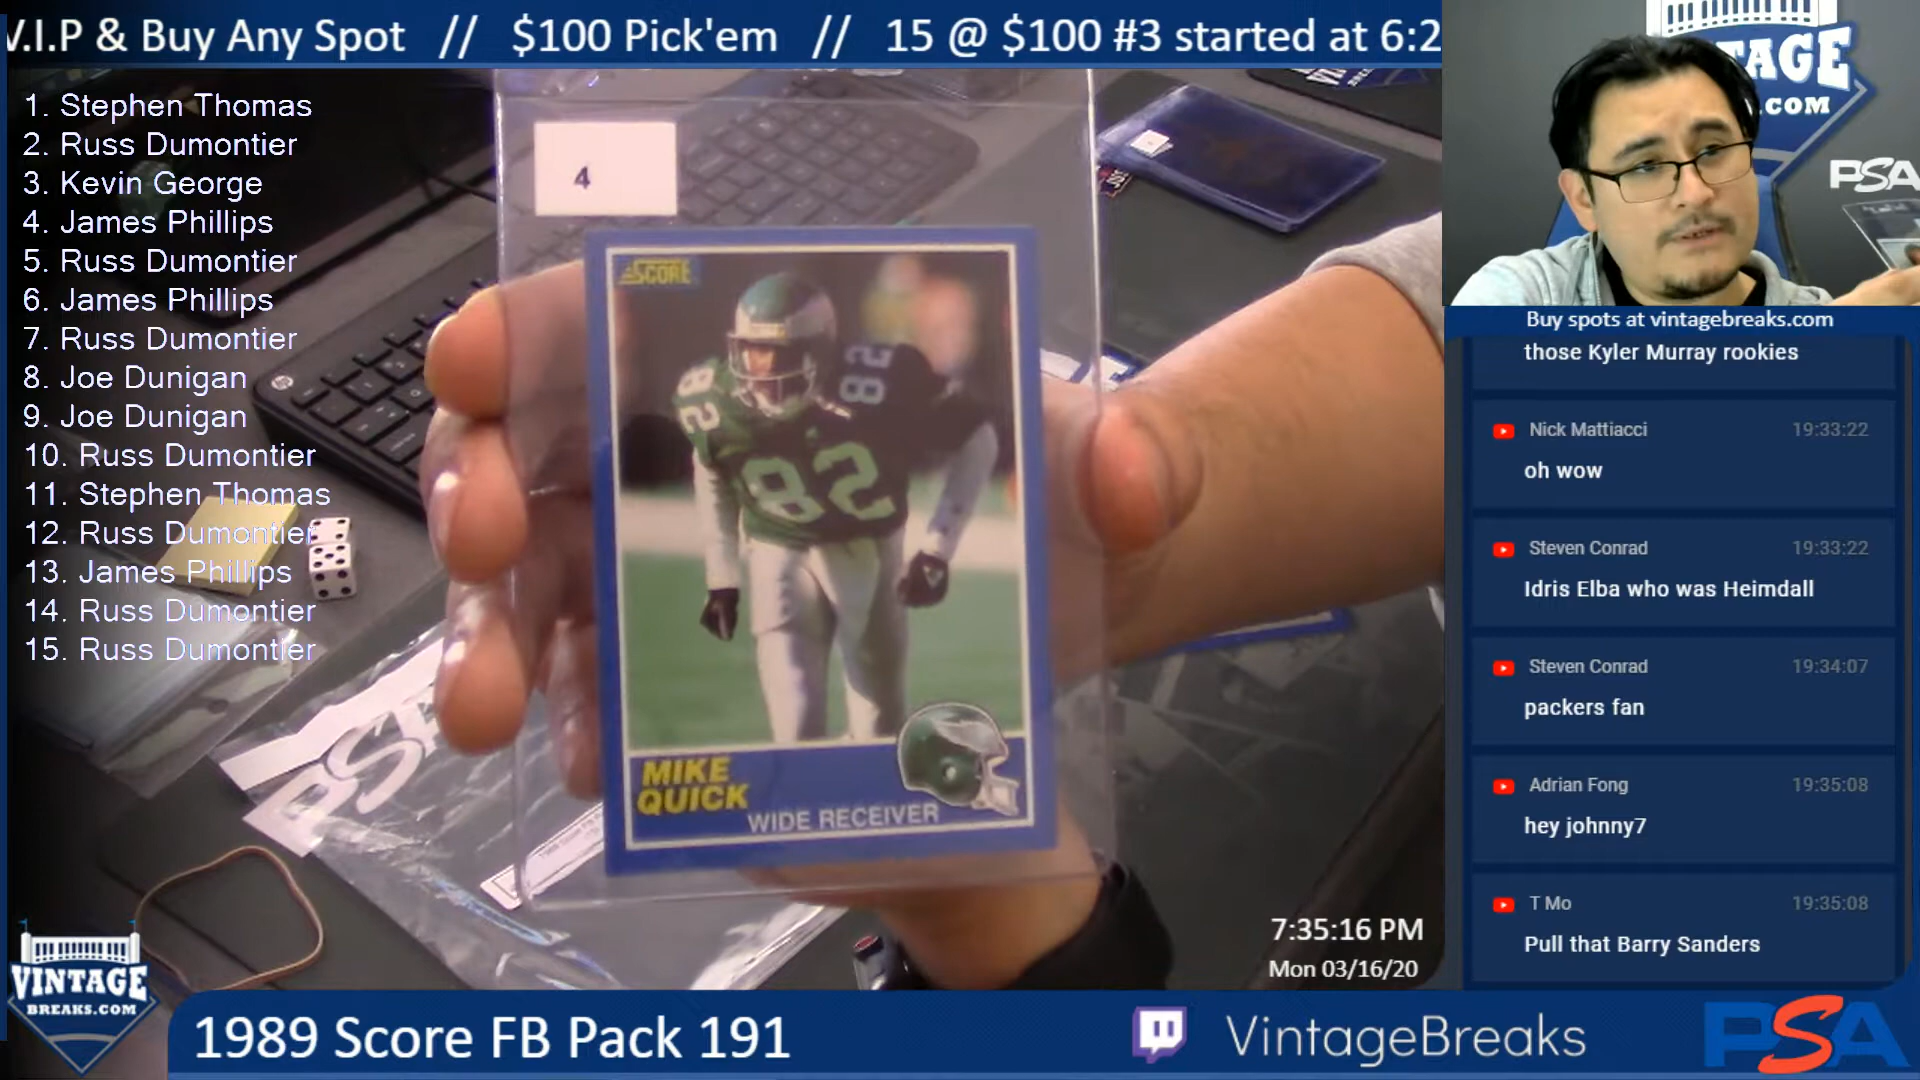 V.I.P & Buy Any Spot // $100 Pick'em // 15 @ $100 #3 started at 6:2
1. Stephen Thomas
2. Russ Dumontier
3. Kevin George
4. James Phillips
5. Russ Dumontier
6. James Phillips
7. Russ Dumontier
8. Joe Dunigan
9. Joe Dunigan
10. Russ Dumontier
11. Stephen Thomas
12. Russ Dumontier
13. James Phillips
14. Russ Dumontier
15. Russ Dumontier
4
SCORE
82
82
82
MIKE
QUICK
WIDE RECEIVER
PSA
TAGE
.COM
PSA
Buy spots at vintagebreaks.com
those Kyler Murray rookies
Nick Mattiacci 19:33:22
oh wow
Steven Conrad 19:33:22
Idris Elba who was Heimdall
Steven Conrad 19:34:07
packers fan
Adrian Fong 19:35:08
hey johnny7
T Mo 19:35:08
Pull that Barry Sanders
7:35:16 PM
Mon 03/16/20
VINTAGE
BREAKS.COM
1989 Score FB Pack 191
VintageBreaks
PSA